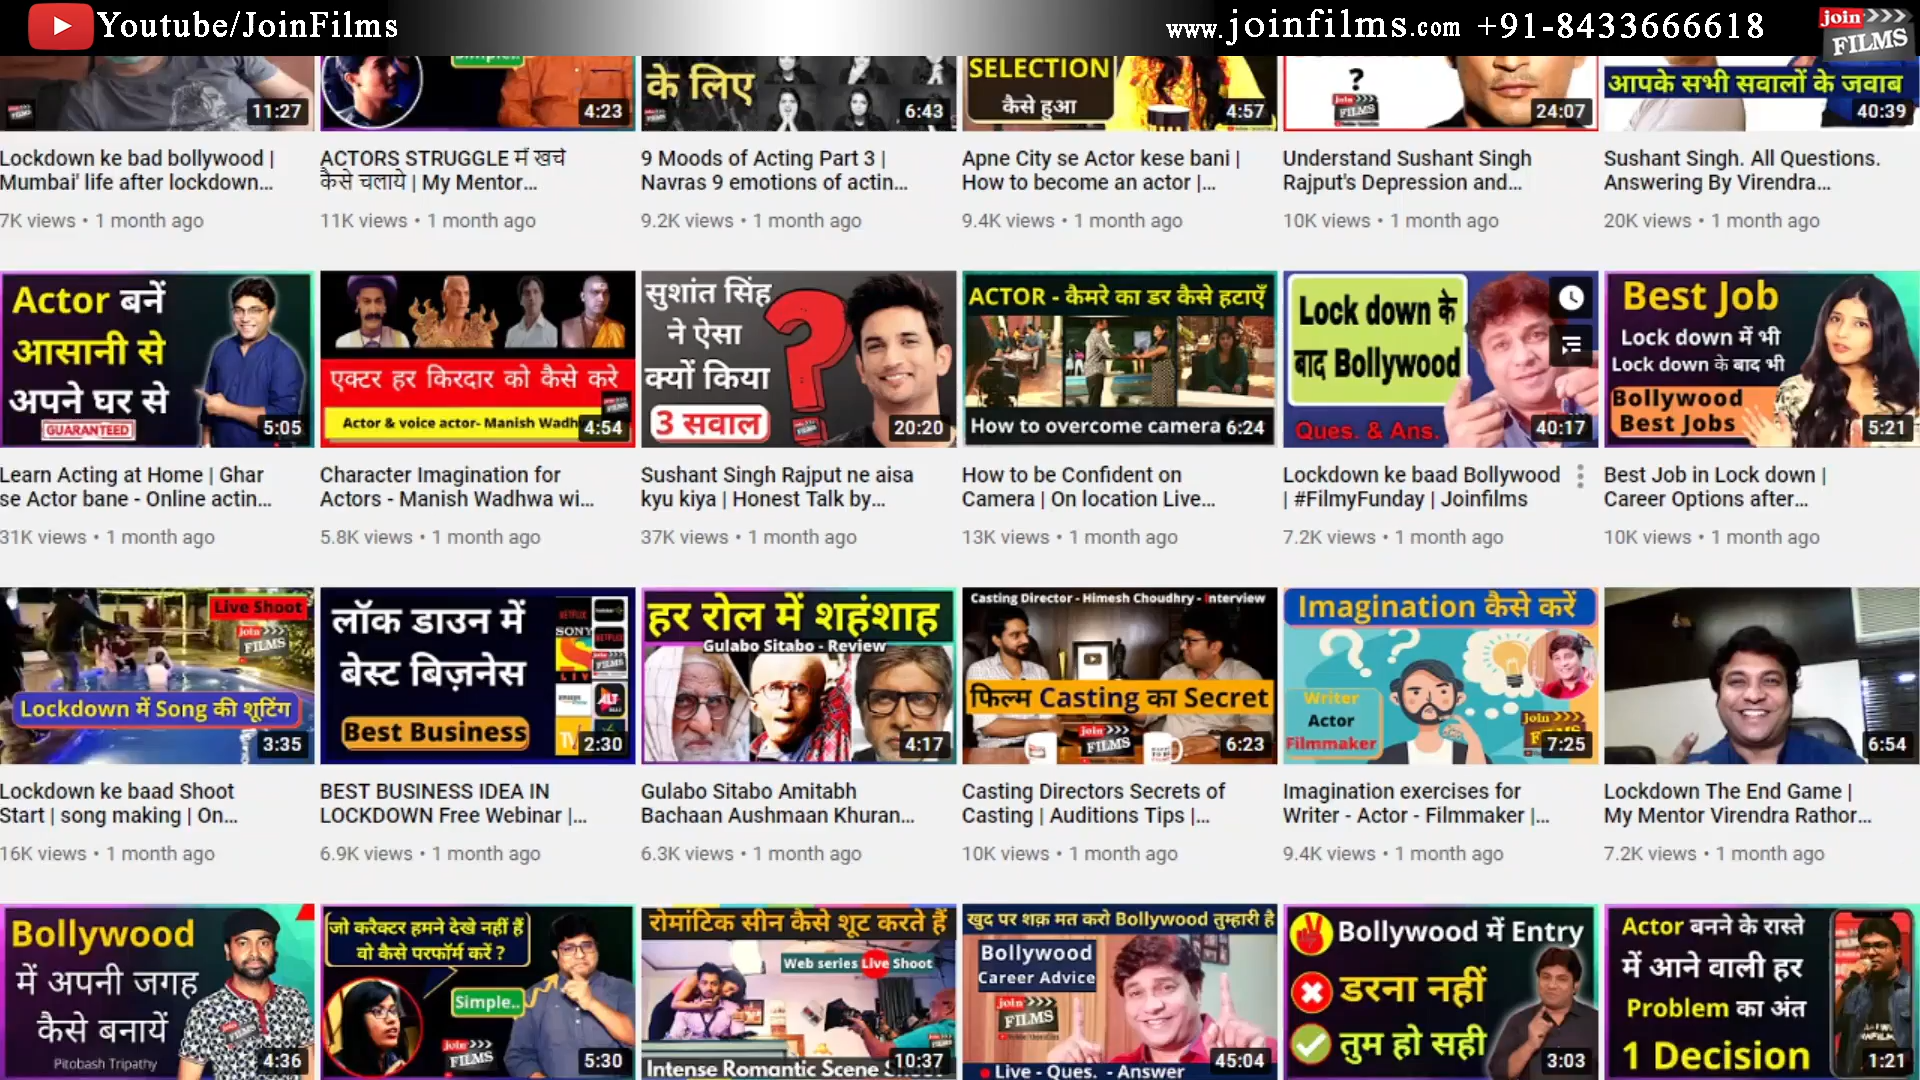 Youtube/JoinFilms
www.joinfilms.com +91-8433666618
join
FILMS
11:27
4:23
के लिए
6:43
SELECTION
कैसे हुआ
4:57
?
join
FILMS
24:07
आपके सभी सवालों के जवाब
40:39
Lockdown ke bad bollywood |
Mumbai' life after lockdown...
7K views • 1 month ago
ACTORS STRUGGLE में खर्च
कैसे चलाये | My Mentor...
11K views • 1 month ago
9 Moods of Acting Part 3 |
Navras 9 emotions of actin...
9.2K views • 1 month ago
Apne City se Actor kese bani |
How to become an actor |...
9.4K views • 1 month ago
Understand Sushant Singh
Rajput's Depression and...
10K views • 1 month ago
Sushant Singh. All Questions.
Answering By Virendra...
20K views • 1 month ago
Actor बनें
आसानी से
अपने घर से
GUARANTEED
5:05
एक्टर हर किरदार को कैसे करे
Actor & voice actor- Manish Wadh
4:54
सुशांत सिंह
ने ऐसा
क्यों किया
3 सवाल
?
20:20
ACTOR - कैमरे का डर कैसे हटाएँ
How to overcome camera
6:24
Lock down के
बाद Bollywood
Ques. & Ans.
40:17
Best Job
Lock down में भी
Lock down के बाद भी
Bollywood
Best Jobs
5:21
Learn Acting at Home | Ghar
se Actor bane - Online actin...
31K views • 1 month ago
Character Imagination for
Actors - Manish Wadhwa wi...
5.8K views • 1 month ago
Sushant Singh Rajput ne aisa
kyu kiya | Honest Talk by...
37K views • 1 month ago
How to be Confident on
Camera | On location Live...
13K views • 1 month ago
Lockdown ke baad Bollywood
| #FilmyFunday | Joinfilms
7.2K views • 1 month ago
Best Job in Lock down |
Career Options after...
10K views • 1 month ago
Live Shoot
join
FILMS
Lockdown में Song की शूटिंग
3:35
लॉक डाउन में
बेस्ट बिज़नेस
Best Business
NETFLIX
SONY
LIV
ALT
2:30
हर रोल में शहंशाह
Gulabo Sitabo - Review
4:17
Casting Director - Himesh Choudhry - Interview
फिल्म Casting का Secret
join
FILMS
6:23
Imagination कैसे करें
Writer
Actor
Filmmaker
join
FILMS
7:25
6:54
Lockdown ke baad Shoot
Start | song making | On...
16K views • 1 month ago
BEST BUSINESS IDEA IN
LOCKDOWN Free Webinar |...
6.9K views • 1 month ago
Gulabo Sitabo Amitabh
Bachaan Aushmaan Khuran...
6.3K views • 1 month ago
Casting Directors Secrets of
Casting | Auditions Tips |...
10K views • 1 month ago
Imagination exercises for
Writer - Actor - Filmmaker |...
9.4K views • 1 month ago
Lockdown The End Game |
My Mentor Virendra Rathor...
7.2K views • 1 month ago
Bollywood
में अपनी जगह
कैसे बनायें
Pitobash Tripathy
4:36
जो करैक्टर हमने देखे नहीं हैं
वो कैसे परफॉर्म करें ?
Simple..
join
FILMS
5:30
रोमांटिक सीन कैसे शूट करते हैं
Web series Live Shoot
Intense Romantic Scene
10:37
खुद पर शक़ मत करो Bollywood तुम्हारी है
Bollywood
Career Advice
join
FILMS
Live - Ques. - Answer
45:04
Bollywood में Entry
डरना नहीं
तुम हो सही
3:03
Actor बनने के रास्ते
में आने वाली हर
Problem का अंत
1 Decision
1:21